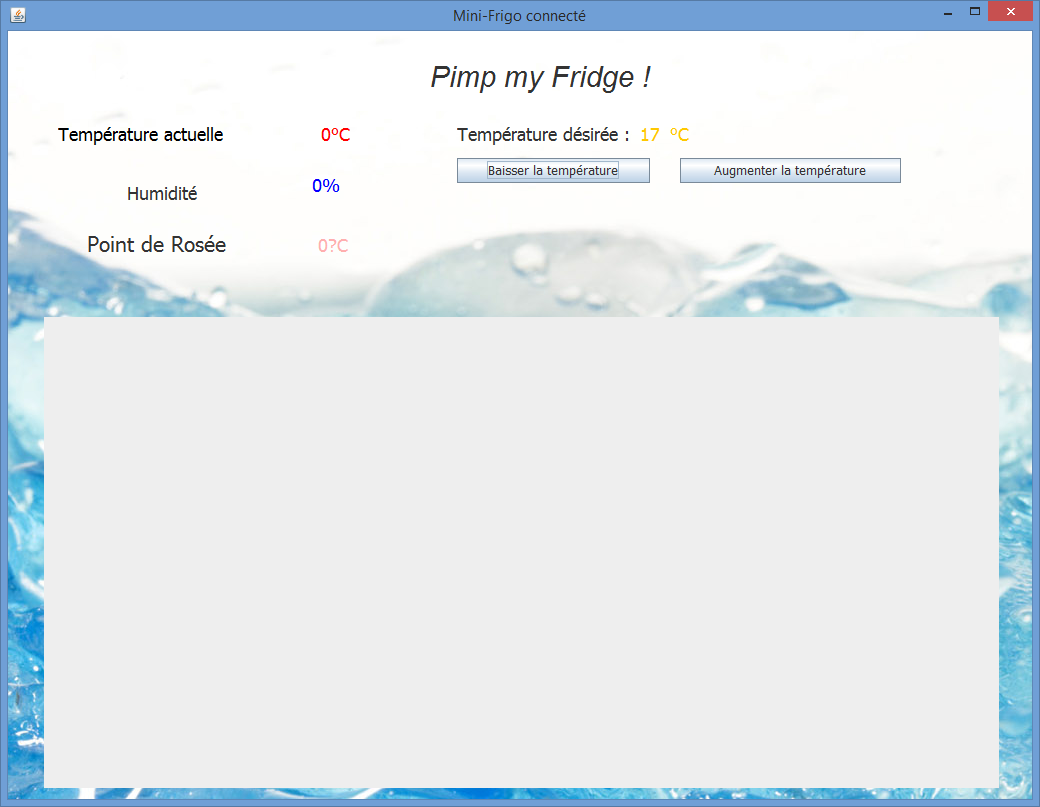 Mini-Frigo connecté
Pimp my Fridge !
Température actuelle 0°C
Température désirée : 17 °C
Baisser la température Augmenter la température
Humidité 0%
Point de Rosée 0?C